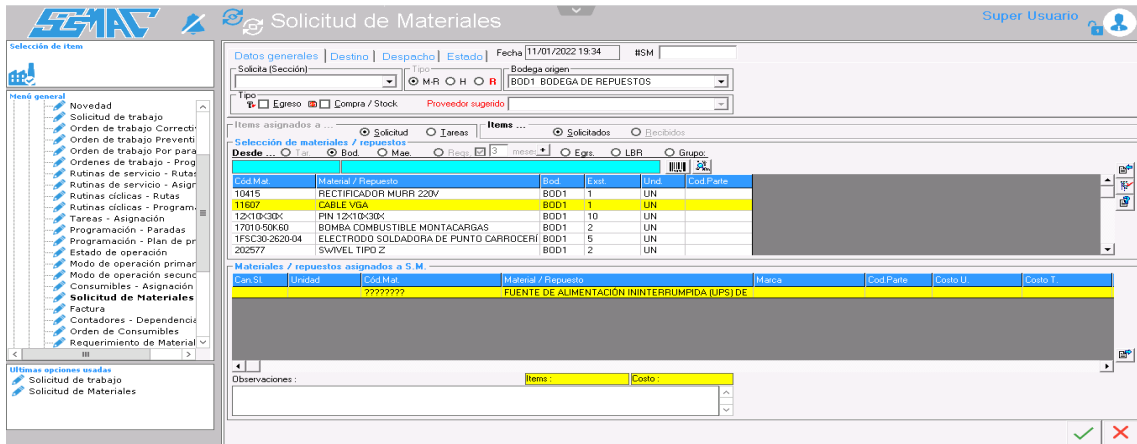 SGMAC
Solicitud de Materiales
Super Usuario
Selección de ítem
Menú general
Novedad
Solicitud de trabajo
Orden de trabajo Correcti
Orden de trabajo Preventi
Orden de trabajo Por para
Ordenes de trabajo - Prog
Rutinas de servicio - Rutas
Rutinas de servicio - Asigr
Rutinas cíclicas - Rutas
Rutinas cíclicas - Program
Tareas - Asignación
Programación - Paradas
Programación - Plan de pr
Estado de operación
Modo de operación primar
Modo de operación secunc
Consumibles - Asignación
Solicitud de Materiales
Factura
Contadores - Dependencia
Orden de Consumibles
Requerimiento de Material
Ultimas opciones usadas
Solicitud de trabajo
Solicitud de Materiales
Datos generales | Destino | Despacho | Estado | Fecha 11/01/2022 19:34 #SM
Solicita (Sección) Tipo Bodega origen
M-R H R BOD1 BODEGA DE REPUESTOS
Tipo
Egreso Compra / Stock Proveedor sugerido
Items asignados a ... Solicitud Tareas Items ... Solicitados Recibidos
Selección de materiales / repuestos
Desde ... Tar. Bod. Mae. Reqs. 3 meses Egrs. LBR Grupo:
Cód.Mat. Material / Repuesto Bod. Exst. Und. Cod.Parte
10415 RECTIFICADOR MURR 220V BOD1 1 UN
11607 CABLE VGA BOD1 1 UN
12X10X30X PIN 12X10X30X BOD1 10 UN
17010-50K60 BOMBA COMBUSTIBLE MONTACARGAS BOD1 2 UN
1FSC30-2620-04 ELECTRODO SOLDADORA DE PUNTO CARROCERÍ BOD1 5 UN
202577 SWIVEL TIPO Z BOD1 2 UN
Materiales / repuestos asignados a S.M.
Can.Sl. Unidad Cód.Mat. Material / Repuesto Marca Cod.Parte Costo U. Costo T.
???????? FUENTE DE ALIMENTACIÓN ININTERRUMPIDA (UPS) DE
Observaciones : Items : Costo :